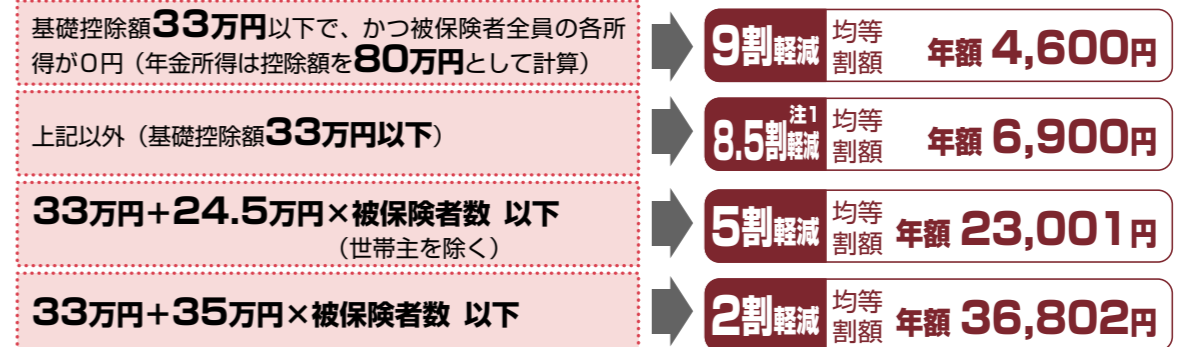 基礎控除額33万円以下で、かつ被保険者全員の各所
得が0円（年金所得は控除額を80万円として計算）
9割軽減 均等割額 年額 4,600円
上記以外（基礎控除額33万円以下）
8.5割軽減 注1 均等割額 年額 6,900円
33万円＋24.5万円×被保険者数 以下
（世帯主を除く）
5割軽減 均等割額 年額 23,001円
33万円＋35万円×被保険者数 以下
2割軽減 均等割額 年額 36,802円